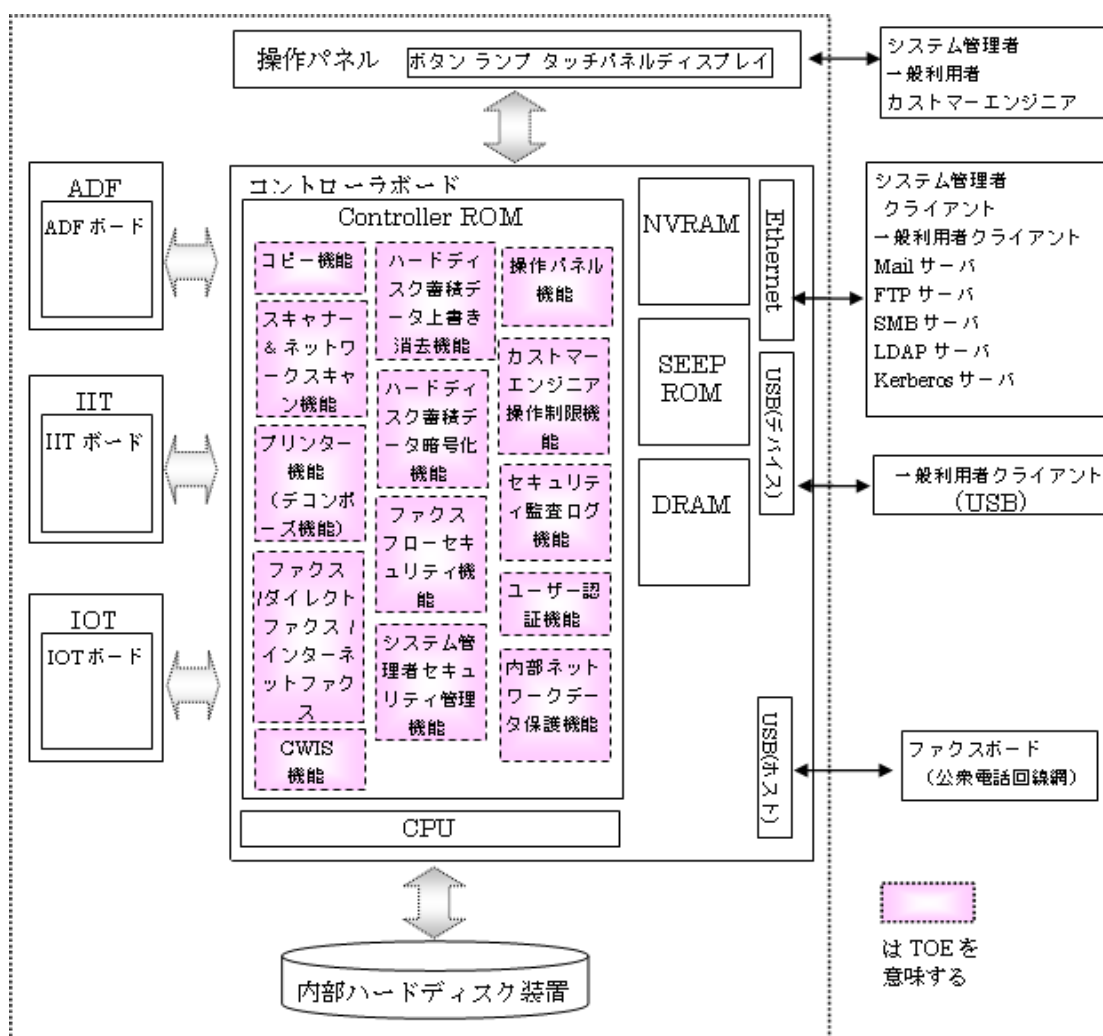 操作パネル
ボタン ランプ タッチパネルディスプレイ
システム管理者
一般利用者
カストマーエンジニア
ADF
ADF ボード
IIT
IIT ボード
IOT
IOT ボード
コントローラボード
Controller ROM
コピー機能
スキャナー
& ネットワ
ークスキャ
ン機能
プリンター
機能
(デコンポ
ーズ機能)
ファクス
/ダイレクト
ファクス /
インターネ
ットファク
ス
CWIS
機能
ハードディ
スク蓄積デ
ータ上書き
消去機能
ハードディ
スク蓄積デ
ータ暗号化
機能
ファクス
フローセキ
ュリティ機
能
システム管
理者セキュ
リティ管理
機能
操作パネル
機能
カストマー
エンジニア
操作制限機
能
セキュリテ
ィ監査ログ
機能
ユーザー認
証機能
内部ネット
ワークデー
タ保護機能
NVRAM
SEEP
ROM
DRAM
Ethernet
USB(デバイス)
USB(ホスト)
CPU
内部ハードディスク装置
システム管理者
クライアント
一般利用者クライアント
Mail サーバ
FTP サーバ
SMB サーバ
LDAP サーバ
Kerberos サーバ
一般利用者クライアント
(USB)
ファクスボード
(公衆電話回線網)
は TOE を
意味する